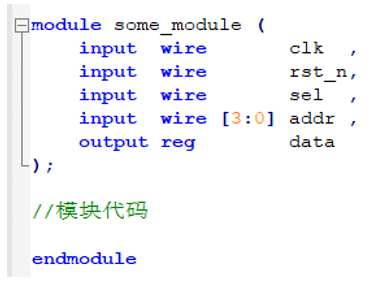 module some_module (
    input  wire       clk  ,
    input  wire       rst_n,
    input  wire       sel  ,
    input  wire [3:0] addr ,
    output reg        data
);
//模块代码
endmodule